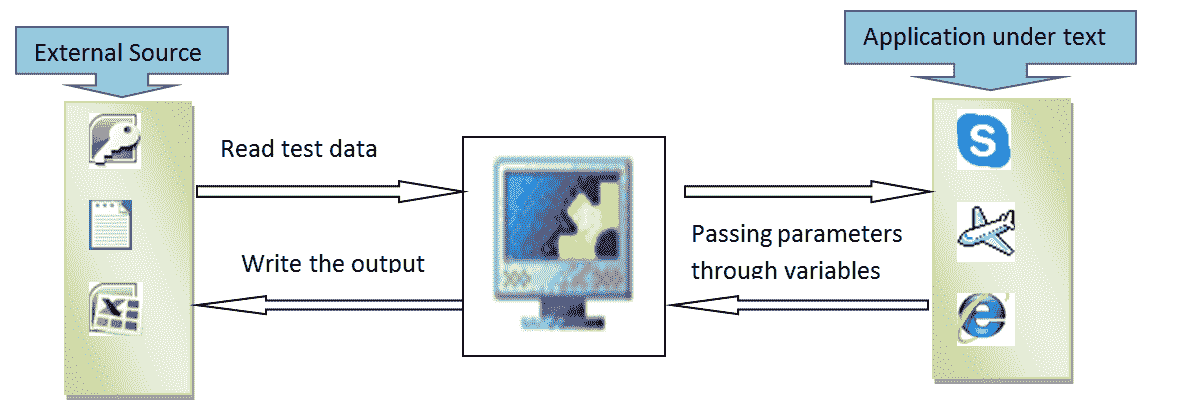 External Source
Application under text
Read test data
Write the output
Passing parameters
through variables
S
X
e